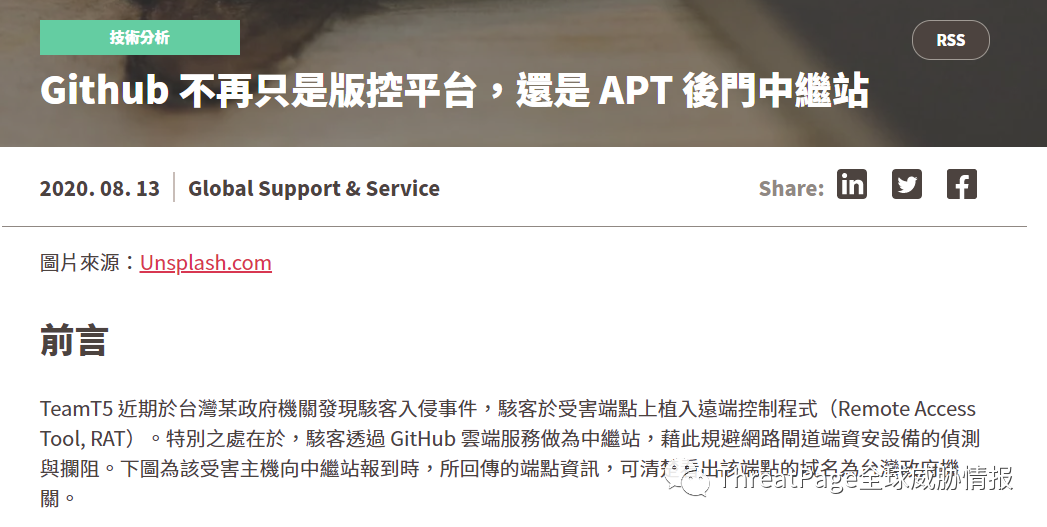 技術分析
RSS
Github 不再只是版控平台，還是 APT 後門中繼站
2020. 08. 13 Global Support & Service
Share:
圖片來源：Unsplash.com
前言
TeamT5 近期於台灣某政府機關發現駭客入侵事件，駭客於受害端點上植入遠端控制程式（Remote Access
Tool, RAT）。特別之處在於，駭客透過 GitHub 雲端服務做為中繼站，藉此規避網路閘道端資安設備的偵測
與攔阻。下圖為該受害主機向中繼站報到時，所回傳的端點資訊，可清楚看出該端點的域名為台灣政府機
關。
ThreatPage全球威胁情报